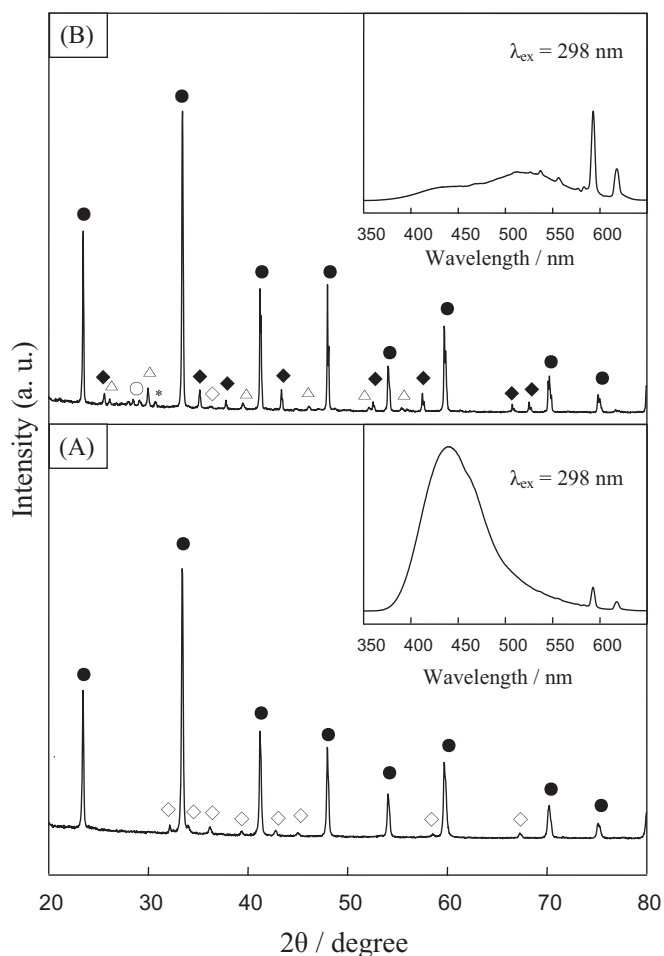 (B)
λex = 298 nm
350 400 450 500 550 600
Wavelength / nm
*
(A)
λex = 298 nm
350 400 450 500 550 600
Wavelength / nm
Intensity (a. u.)
20 30 40 50 60 70 80
2θ / degree